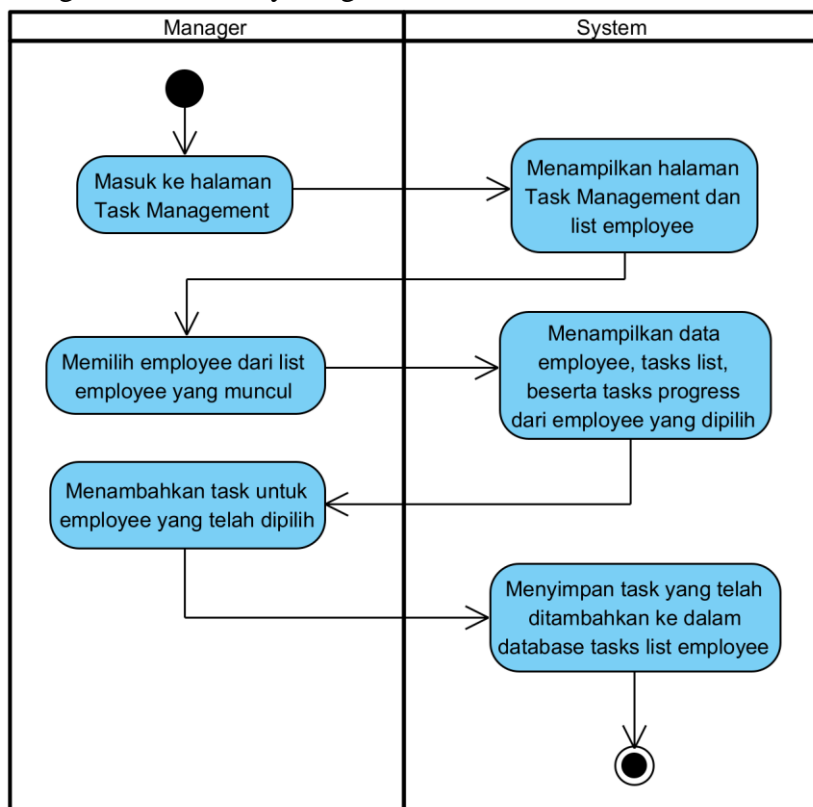 Manager
System
Masuk ke halaman
Task Management
Menampilkan halaman
Task Management dan
list employee
Memilih employee dari list
employee yang muncul
Menampilkan data
employee, tasks list,
beserta tasks progress
dari employee yang dipilih
Menambahkan task untuk
employee yang telah dipilih
Menyimpan task yang telah
ditambahkan ke dalam
database tasks list employee